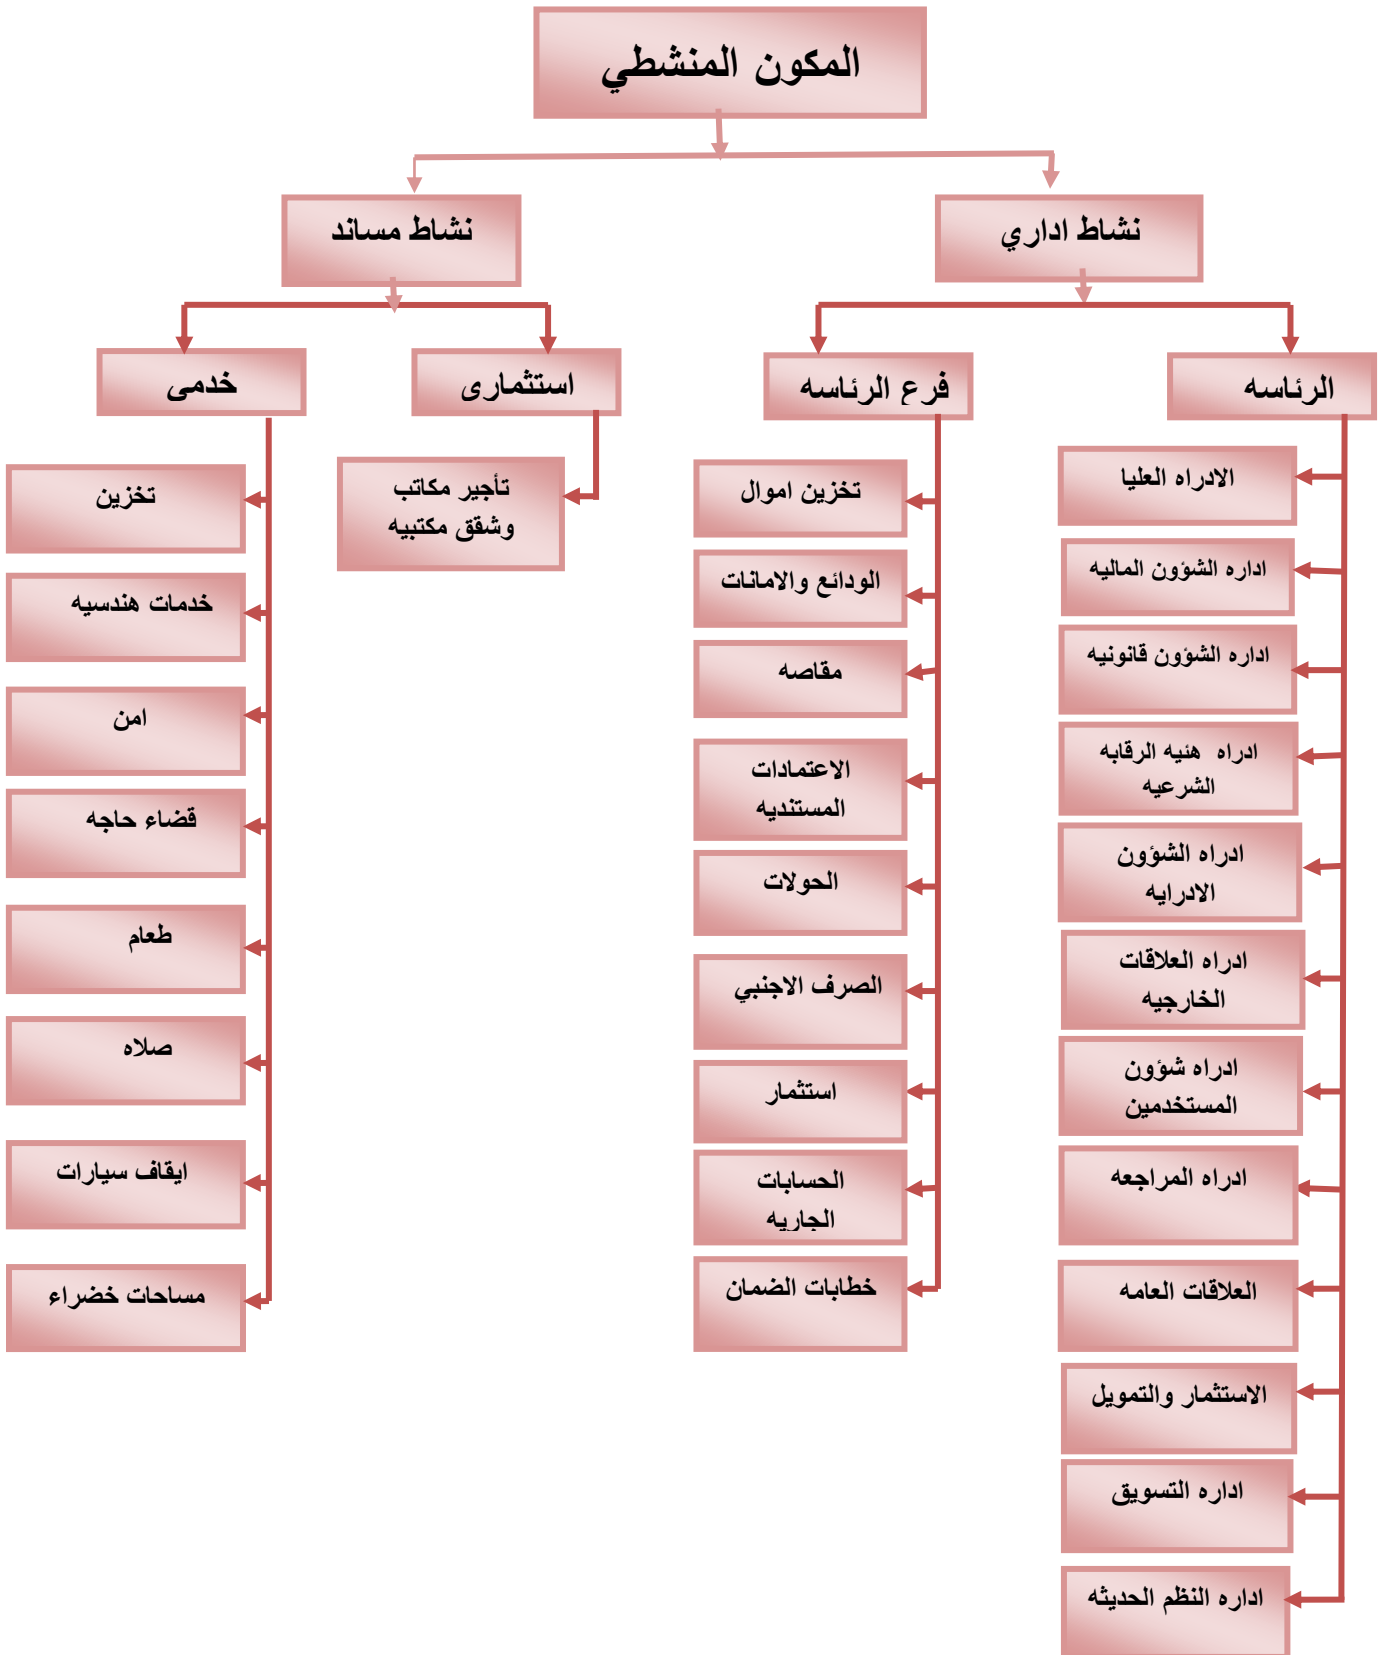 المكون المنشطي
نشاط اداري
نشاط مساند
الرئاسه
فرع الرئاسه
استثمارى
خدمى
الادراه العليا
اداره الشؤون الماليه
اداره الشؤون قانونيه
ادراه هئيه الرقابه
الشرعيه
ادراه الشؤون
الادرايه
ادراه العلاقات
الخارجيه
ادراه شؤون
المستخدمين
ادراه المراجعه
العلاقات العامه
الاستثمار والتمويل
اداره التسويق
اداره النظم الحديثه
تخزين اموال
الودائع والامانات
مقاصه
الاعتمادات
المستنديه
الحولات
الصرف الاجنبي
استثمار
الحسابات
الجاريه
خطابات الضمان
تأجير مكاتب
وشقق مكتبيه
تخزين
خدمات هندسيه
امن
قضاء حاجه
طعام
صلاه
ايقاف سيارات
مساحات خضراء